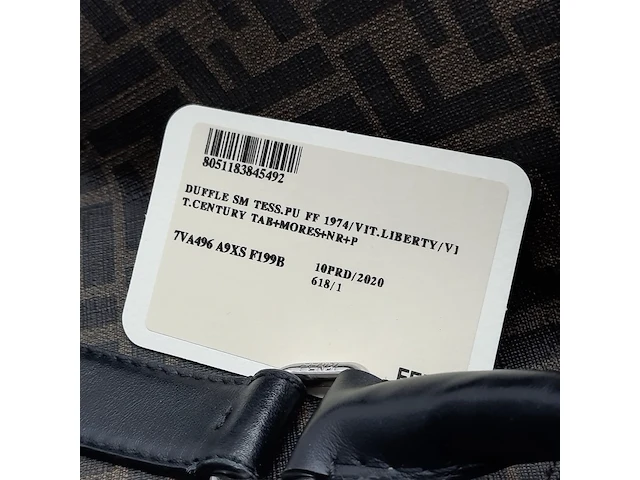 8051183845492
DUFFLE SM TESS.PU FF 1974/VIT.LIBERTY/VI
T.CENTURY TAB+MORES+NR+P
7VA496 A9XS F199B
10PRD/2020
618/1